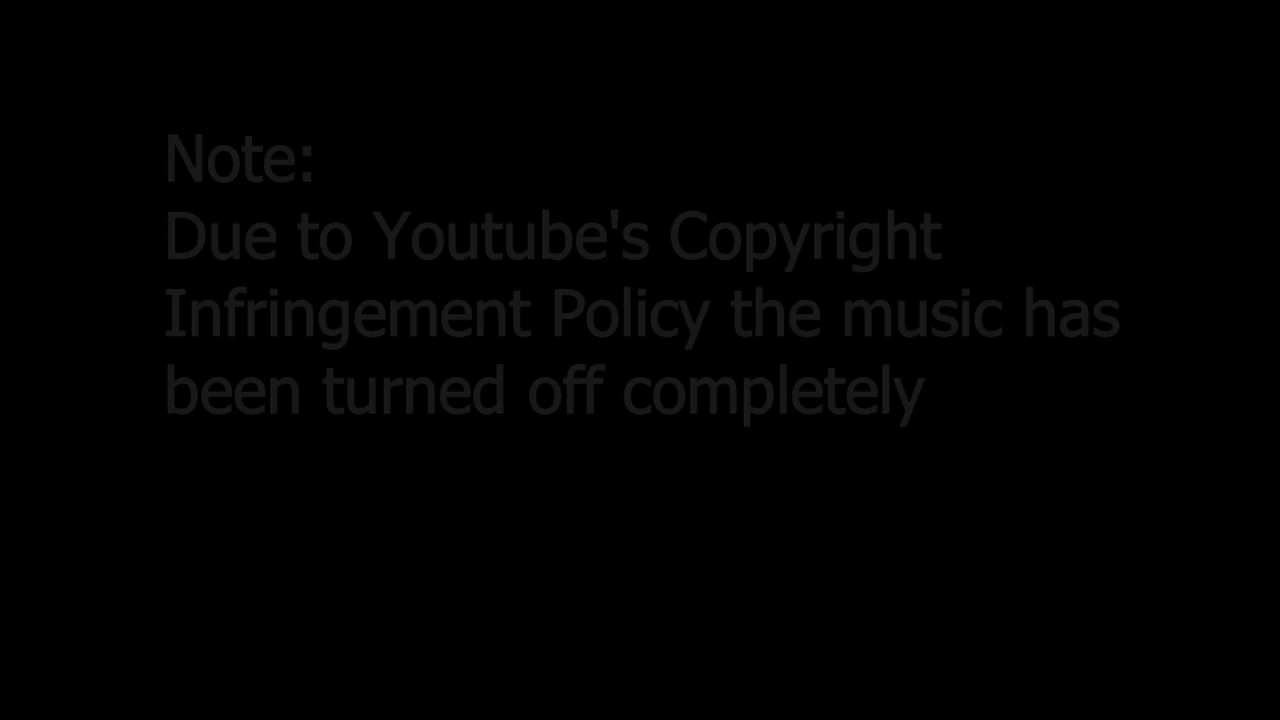 Note:
Due to Youtube's Copyright
Infringement Policy the music has
been turned off completely